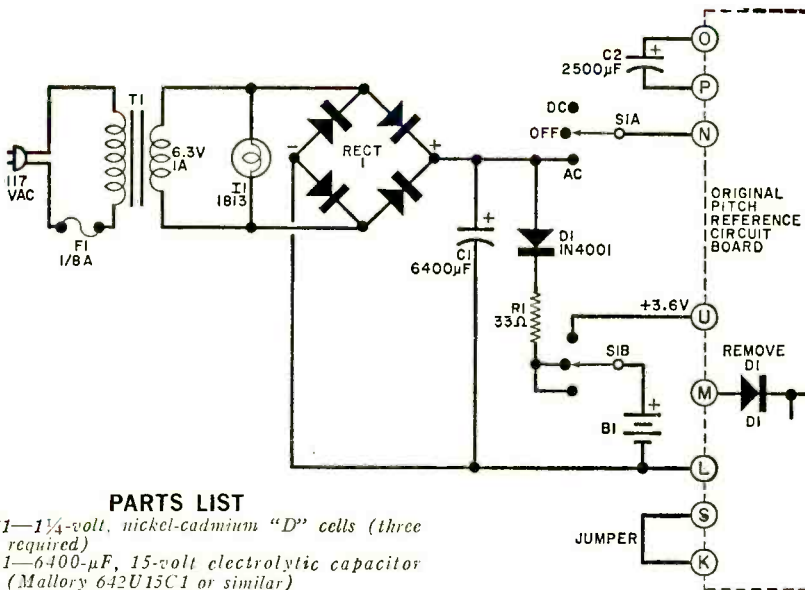 C2
2500µF
+
O
P
DC
OFF
AC
S1A
N
T1
6.3V
1A
117
VAC
F1
1/8A
I1
1813
RECT
1
−
+
+
C1
6400µF
D1
1N4001
R1
33Ω
ORIGINAL
PITCH
REFERENCE
CIRCUIT
BOARD
+3.6V
U
S1B
REMOVE
D1
M
D1
+
B1
L
S
JUMPER
K
PARTS LIST
1—1¼-volt, nickel-cadmium "D" cells (three
required)
1—6400-µF, 15-volt electrolytic capacitor
(Mallory 642U15C1 or similar)